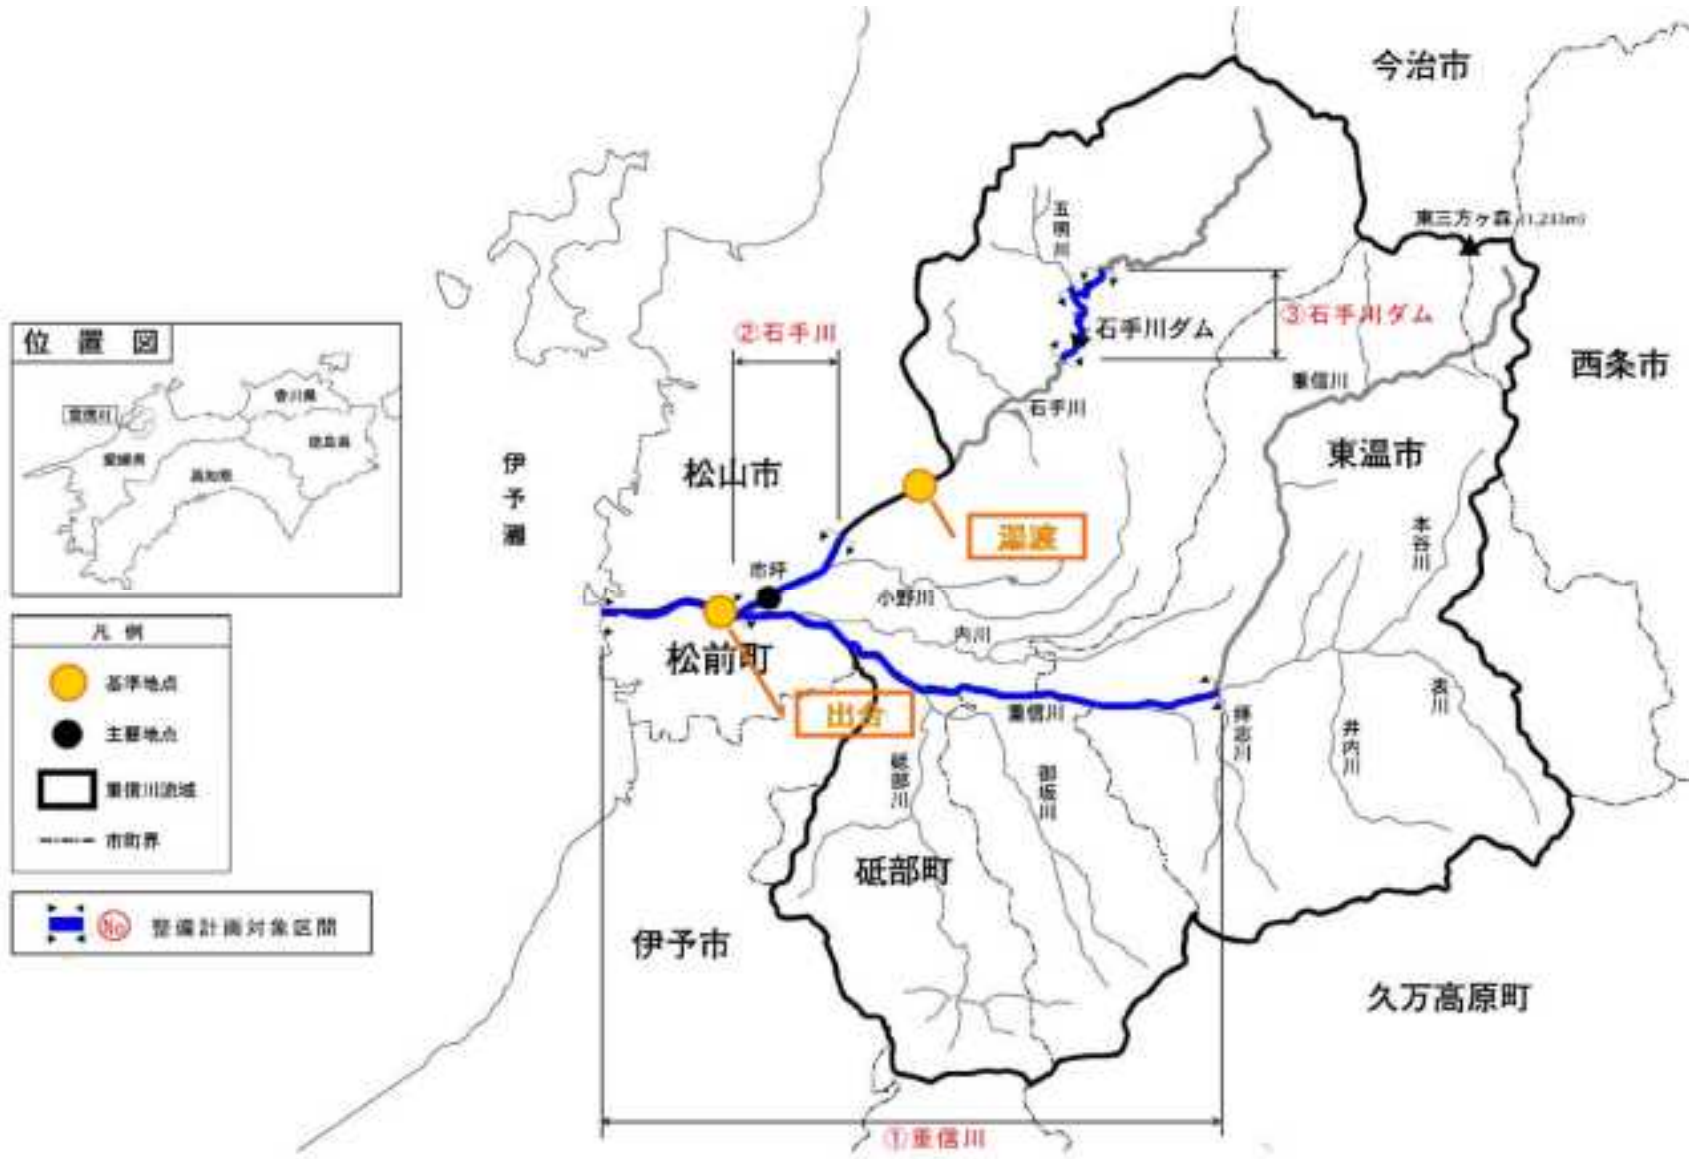 今治市
東三方ヶ森 (1,233m)
五明川
②石手川
石手川ダム
③石手川ダム
西条市
位置図
香川県
重信川
徳島県
愛媛県
高知県
重信川
石手川
東温市
伊予灘
松山市
湯渡
本谷川
市坪
小野川
内川
凡例
基準地点
主要地点
重信川流域
市町界
松前町
出合
重信川
拝志川
表川
井内川
砥部川
御坂川
砥部町
No 整備計画対象区間
伊予市
久万高原町
①重信川